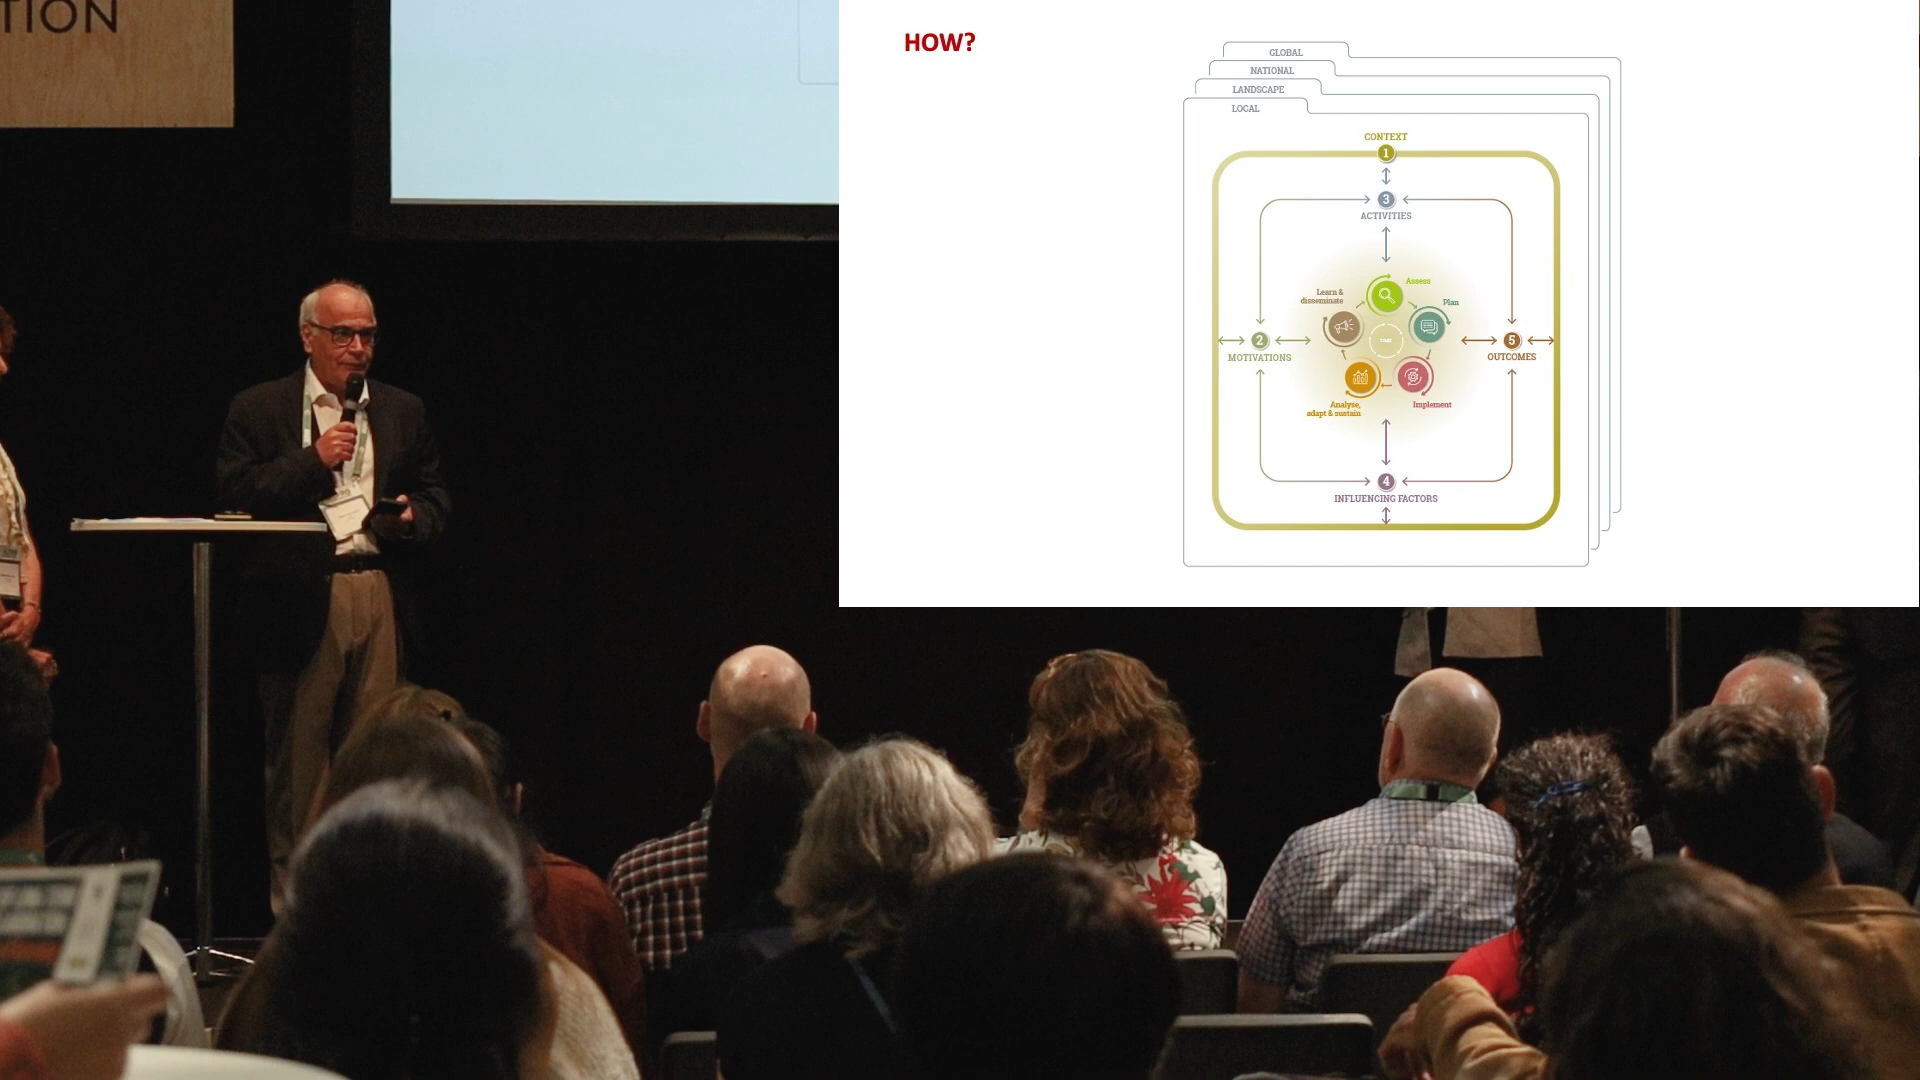 TION
HOW?
GLOBAL
NATIONAL
LANDSCAPE
LOCAL
CONTEXT
1
3
ACTIVITIES
Assess
Learn &
disseminate
Plan
TIME
2
MOTIVATIONS
5
OUTCOMES
Analyse,
adapt & sustain
Implement
4
INFLUENCING FACTORS